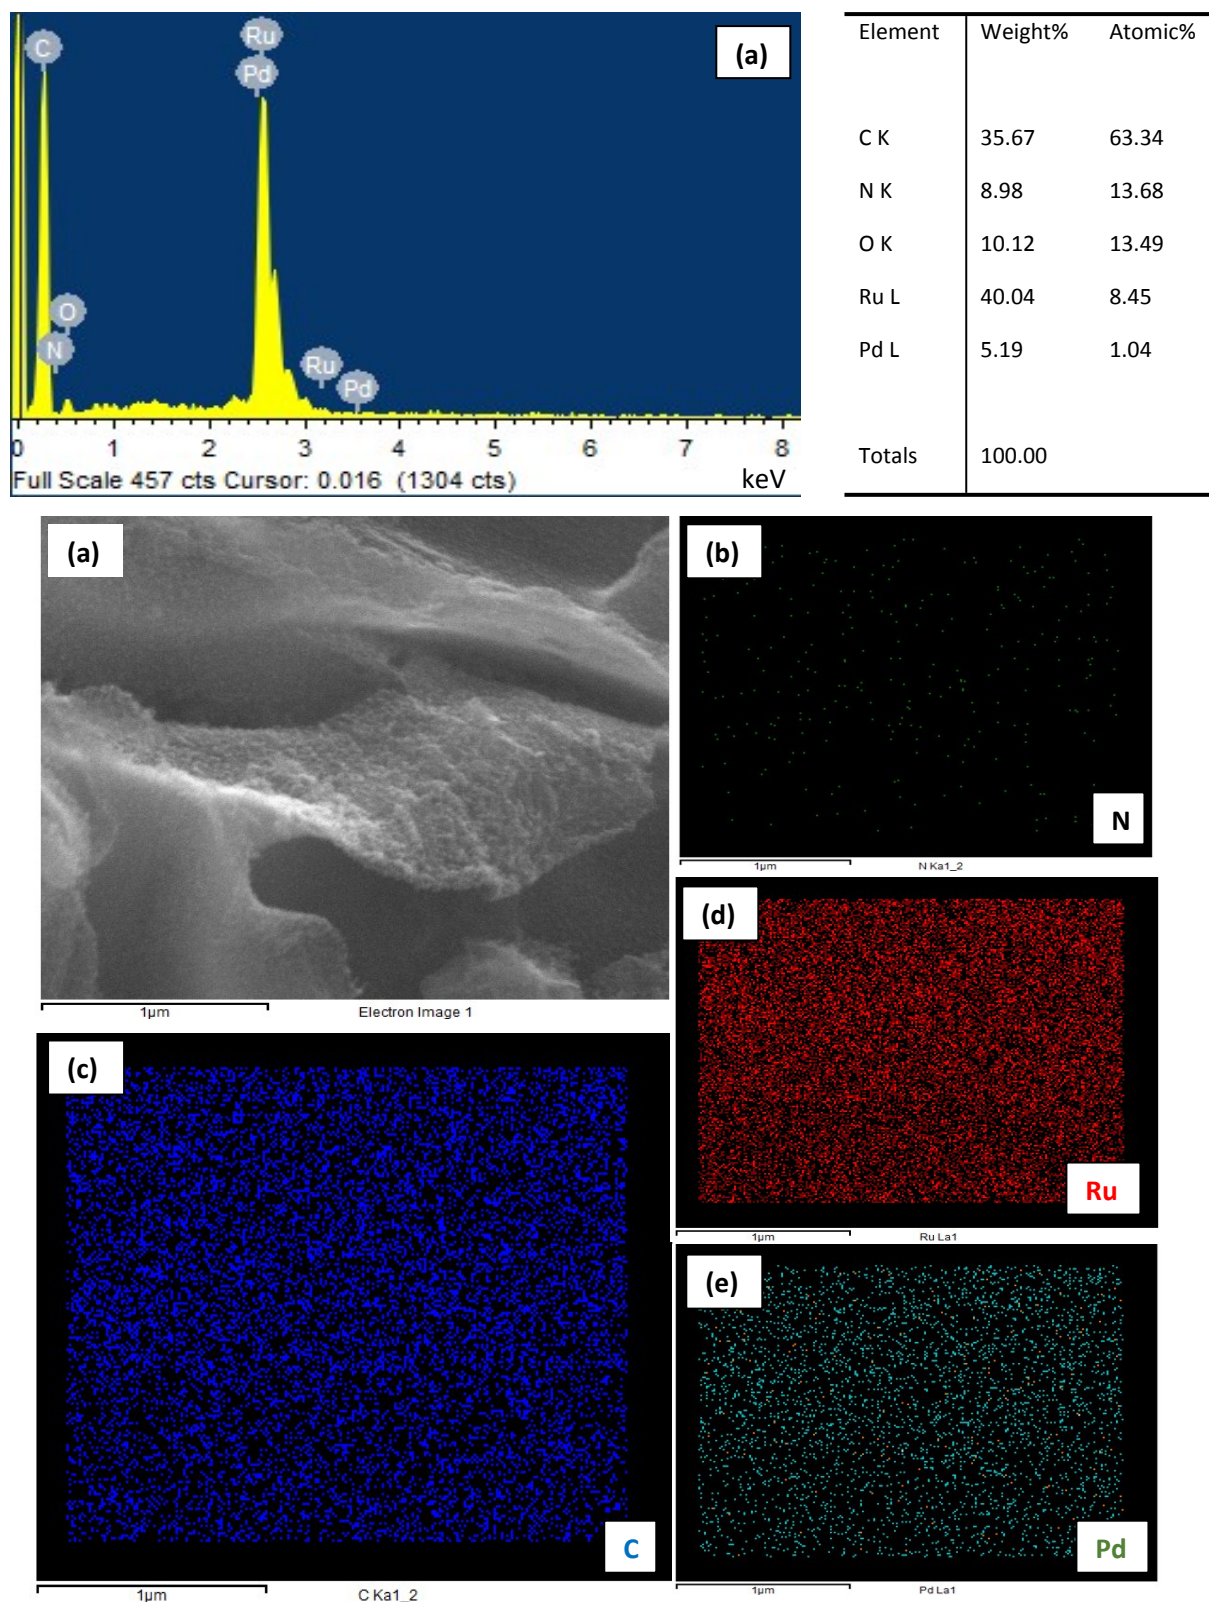 C
Ru
Pd
(a)
O
N
Ru
Pd
0 1 2 3 4 5 6 7 8
Full Scale 457 cts Cursor: 0.016 (1304 cts)
keV
Element Weight% Atomic%
C K 35.67 63.34
N K 8.98 13.68
O K 10.12 13.49
Ru L 40.04 8.45
Pd L 5.19 1.04
Totals 100.00
(a)
1µm Electron Image 1
(b)
N
1µm N Ka1_2
(d)
Ru
1µm Ru La1
(c)
C
1µm C Ka1_2
(e)
Pd
1µm Pd La1